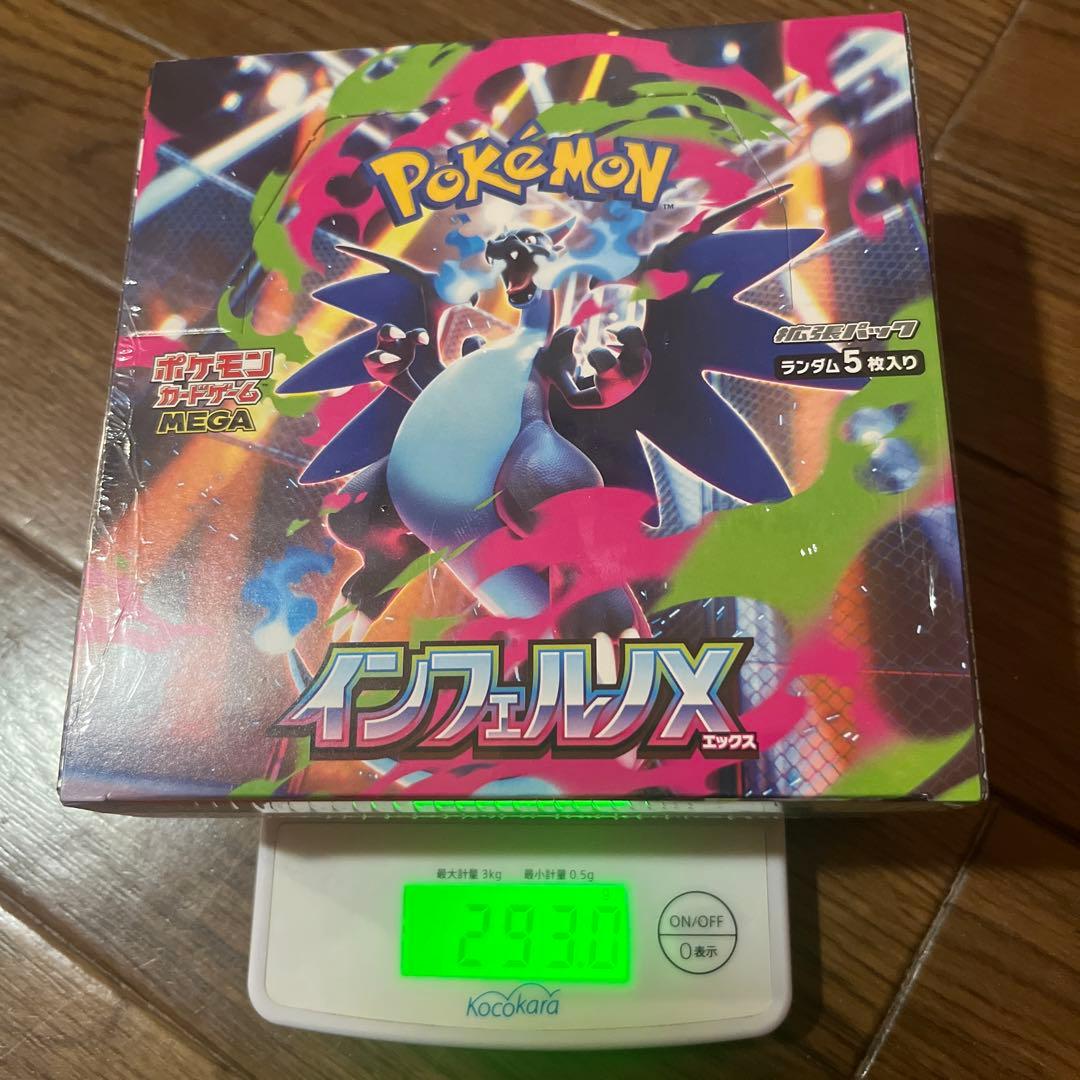 POKéMON
TM
拡張パック
ランダム5枚入り
ポケモン
カードゲーム
MEGA
インフェルノX
エックス
最大計量 3kg 最小計量 0.5g
g
293.0
ON/OFF
0表示
Kocokara